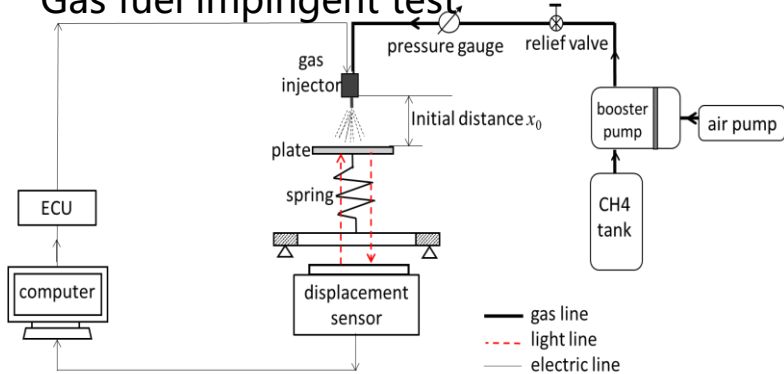 Gas fuel impingent test
pressure gauge
relief valve
gas
injector
Initial distance x₀
booster
pump
air pump
plate
spring
CH4
tank
ECU
computer
displacement
sensor
gas line
light line
electric line